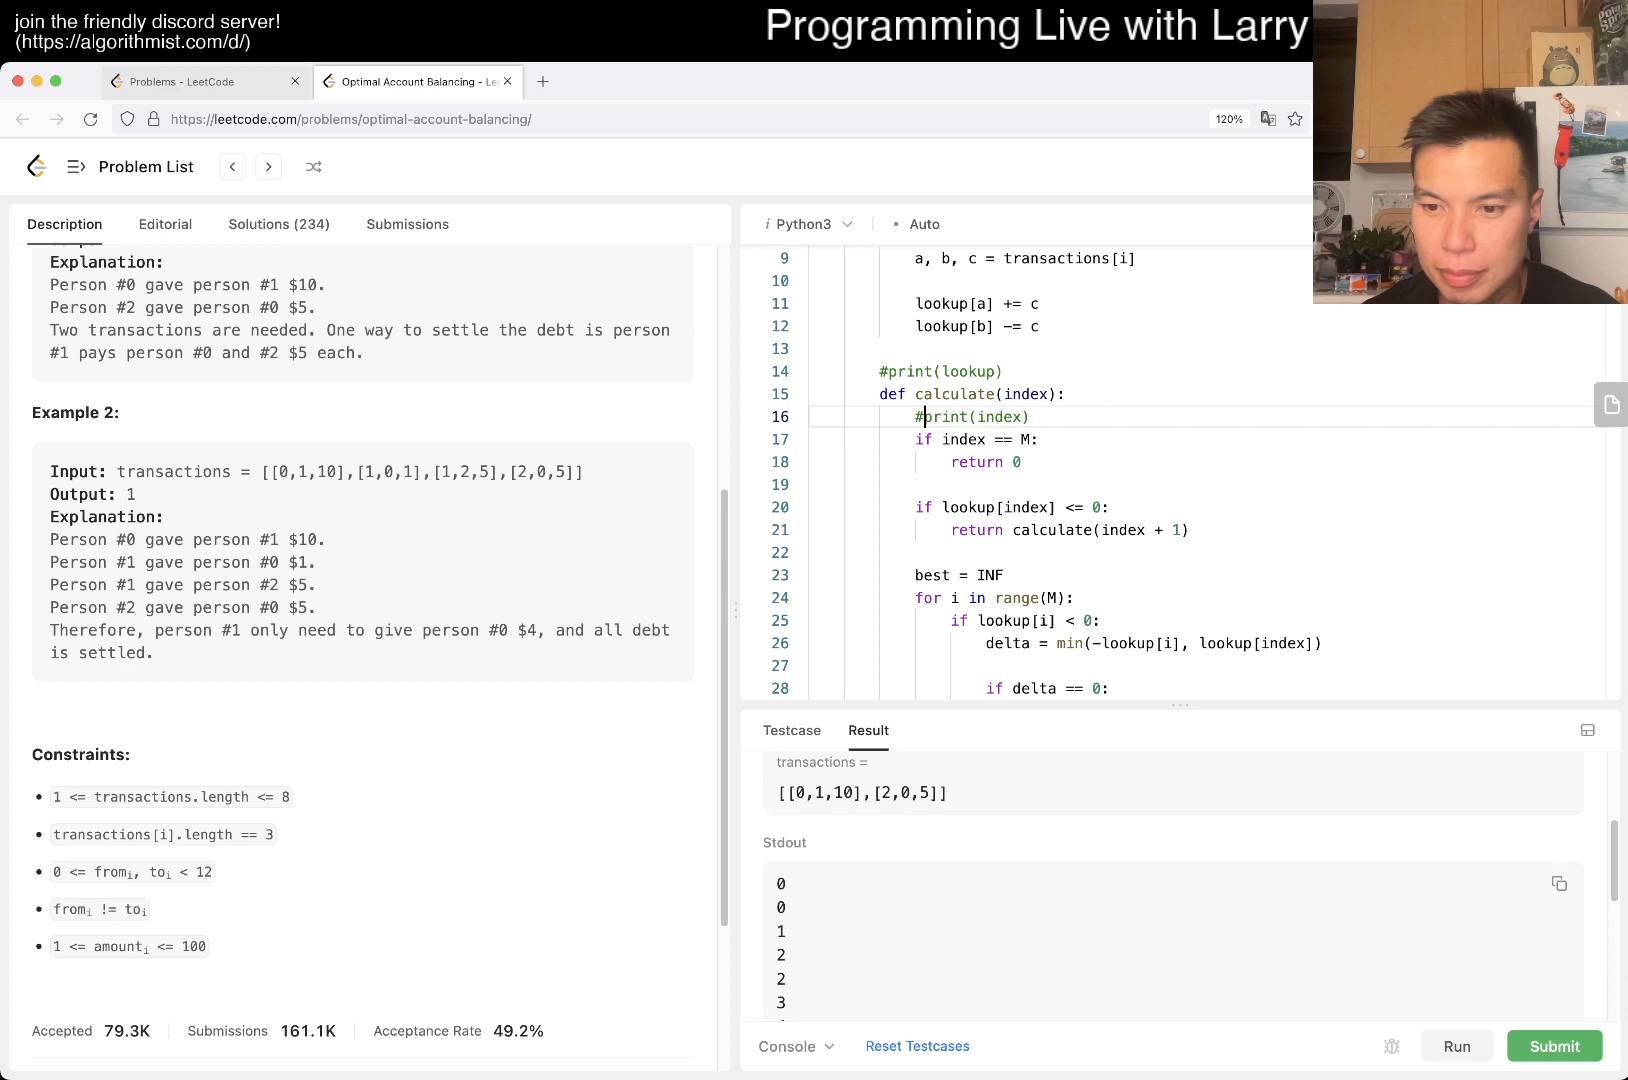 join the friendly discord server!
(https://algorithmist.com/d/)
Programming Live with Larry
Problems - LeetCode
Optimal Account Balancing - Le
https://leetcode.com/problems/optimal-account-balancing/
120%
Problem List
Description
Editorial
Solutions (234)
Submissions
Explanation:
Person #0 gave person #1 $10.
Person #2 gave person #0 $5.
Two transactions are needed. One way to settle the debt is person
#1 pays person #0 and #2 $5 each.
Example 2:
Input: transactions = [[0,1,10],[1,0,1],[1,2,5],[2,0,5]]
Output: 1
Explanation:
Person #0 gave person #1 $10.
Person #1 gave person #0 $1.
Person #1 gave person #2 $5.
Person #2 gave person #0 $5.
Therefore, person #1 only need to give person #0 $4, and all debt
is settled.
Constraints:
1 <= transactions.length <= 8
transactions[i].length == 3
0 <= fromi, toi < 12
fromi != toi
1 <= amounti <= 100
Accepted 79.3K
Submissions 161.1K
Acceptance Rate 49.2%
i Python3
Auto
9 a, b, c = transactions[i]
10
11 lookup[a] += c
12 lookup[b] -= c
13
14 #print(lookup)
15 def calculate(index):
16 #print(index)
17 if index == M:
18 return 0
19
20 if lookup[index] <= 0:
21 return calculate(index + 1)
22
23 best = INF
24 for i in range(M):
25 if lookup[i] < 0:
26 delta = min(-lookup[i], lookup[index])
27
28 if delta == 0:
Testcase
Result
transactions =
[[0,1,10],[2,0,5]]
Stdout
0
0
1
2
2
3
Console
Reset Testcases
Run
Submit